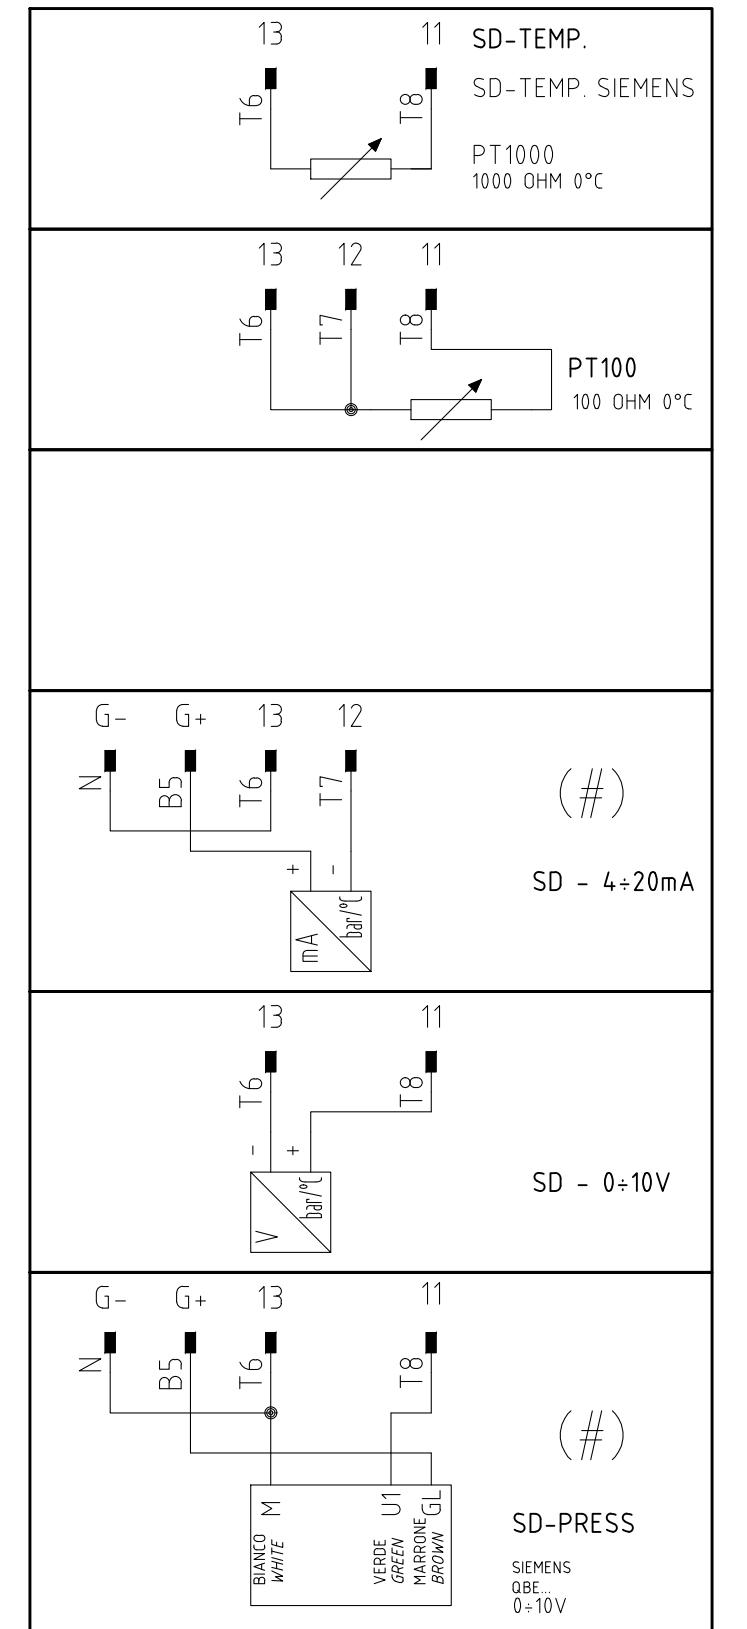 13 11 SD-TEMP.
T6 T8 SD-TEMP. SIEMENS
PT1000
1000 OHM 0°C
13 12 11
T6 T7 T8
PT100
100 OHM 0°C
G- G+ 13 12
N B5 T6 T7
(#)
+ -
SD - 4÷20mA
mA bar/°C
13 11
T6 T8
- +
SD - 0÷10V
V bar/°C
G- G+ 13 11
N B5 T6 T8
(#)
M U1 GL
BIANCO
WHITE
VERDE
GREEN
MARRONE
BROWN
SD-PRESS
SIEMENS
QBE...
0÷10V